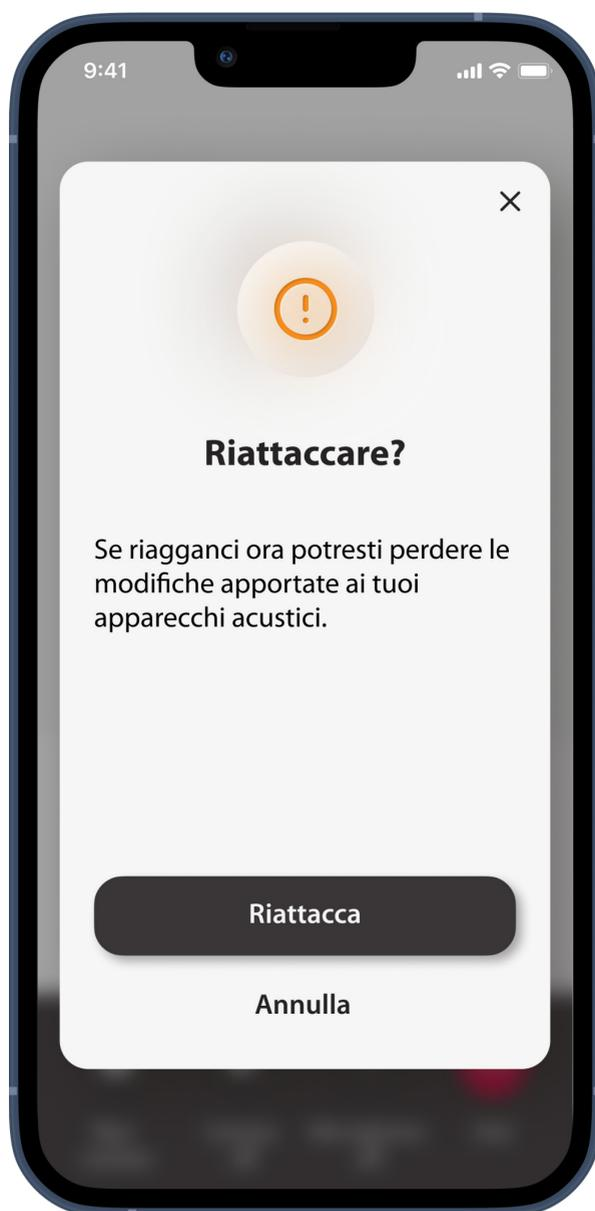 9:41
Riattaccare?
Se riagganci ora potresti perdere le
modifiche apportate ai tuoi
apparecchi acustici.
Riattacca
Annulla